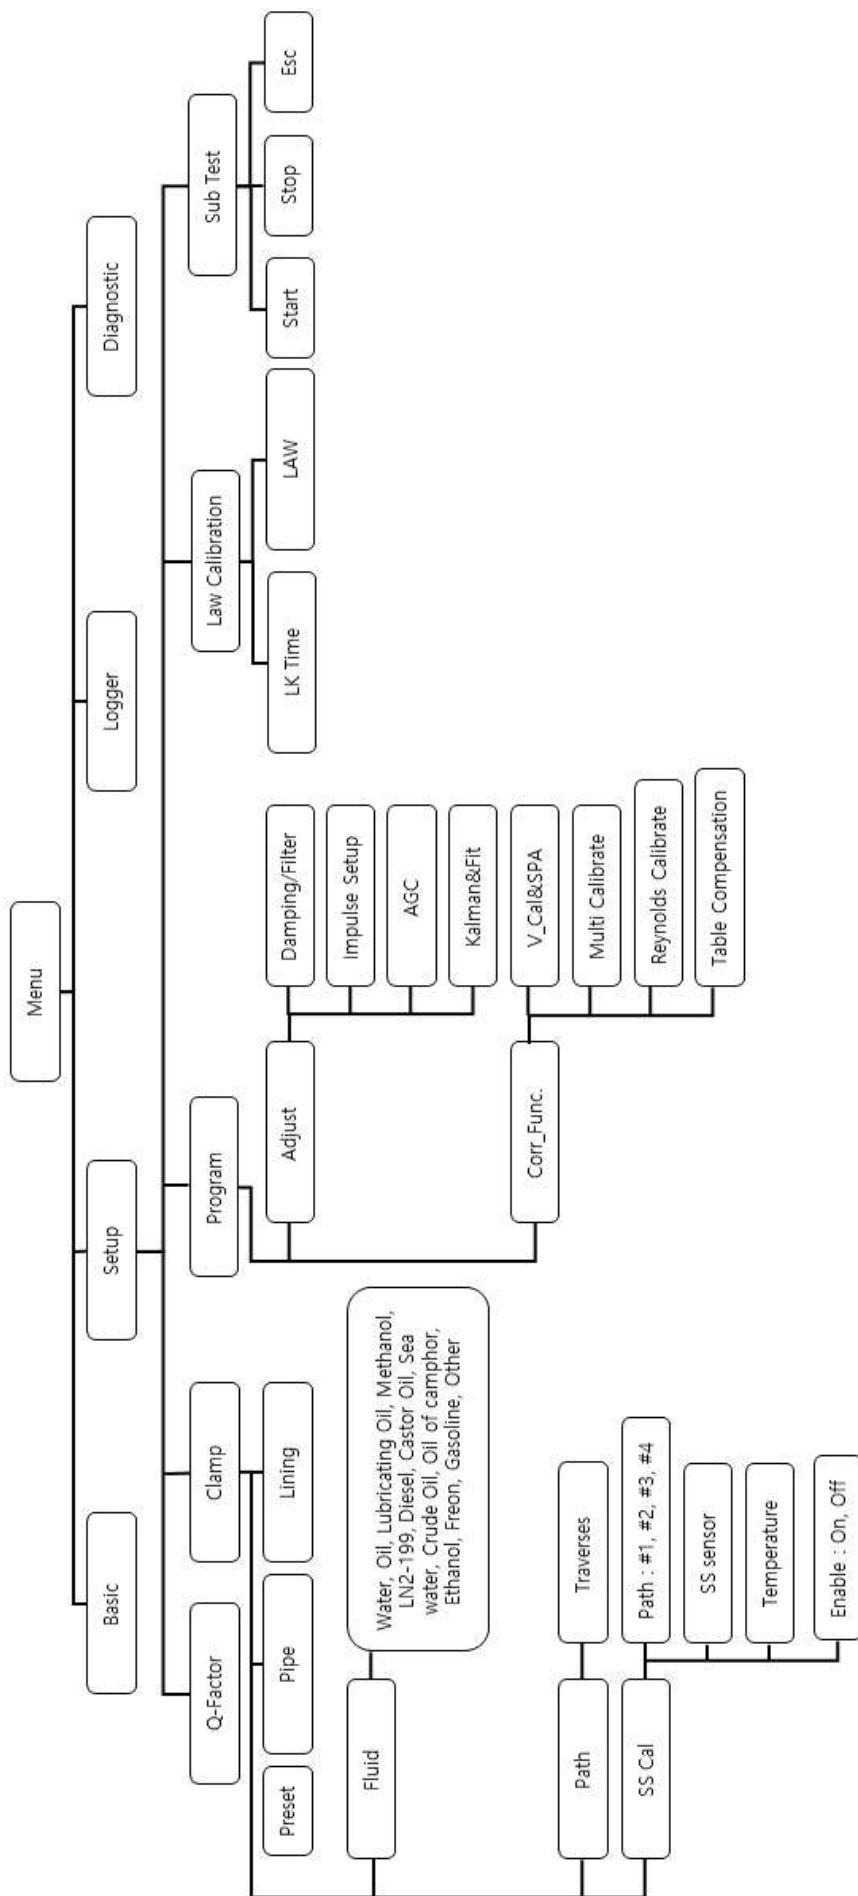 Menu
Basic
Setup
Logger
Diagnostic
Q-Factor
Clamp
Program
Law Calibration
Sub Test
Preset
Pipe
Lining
Fluid
Water, Oil, Lubricating Oil, Methanol,
LN2-199, Diesel, Castor Oil, Sea
water, Crude Oil, Oil of camphor,
Ethanol, Freon, Gasoline, Other
Path
Traverses
SS Cal
Path : #1, #2, #3, #4
SS sensor
Temperature
Enable : On, Off
Adjust
Damping/Filter
Impulse Setup
AGC
Kalman&Fit
Corr_Func.
V_Cal&SPA
Multi Calibrate
Reynolds Calibrate
Table Compensation
LK Time
LAW
Start
Stop
Esc